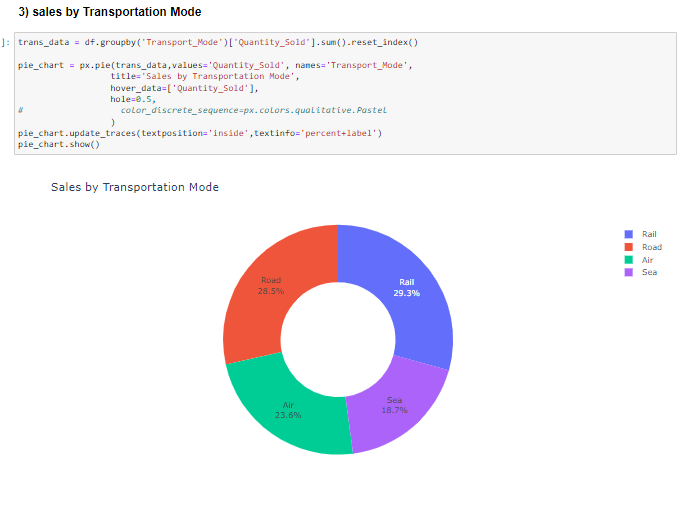 3) sales by Transportation Mode
]: trans_data = df.groupby('Transport_Mode')['Quantity_Sold'].sum().reset_index()
pie_chart = px.pie(trans_data,values='Quantity_Sold', names='Transport_Mode',
title='Sales by Transportation Mode',
hover_data=['Quantity_Sold'],
hole=0.5,
# color_discrete_sequence=px.colors.qualitative.Pastel
)
pie_chart.update_traces(textposition='inside',textinfo='percent+label')
pie_chart.show()
Sales by Transportation Mode
Rail
29.3%
Road
28.5%
Air
23.6%
Sea
18.7%
Rail
Road
Air
Sea